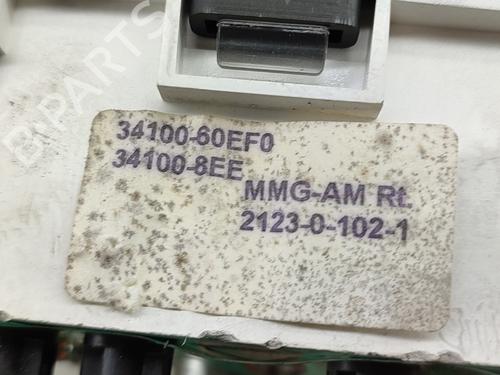 BPARTS
34100-60EF0
34100-8EE
MMG-AM Rt.
2123-0-102-1